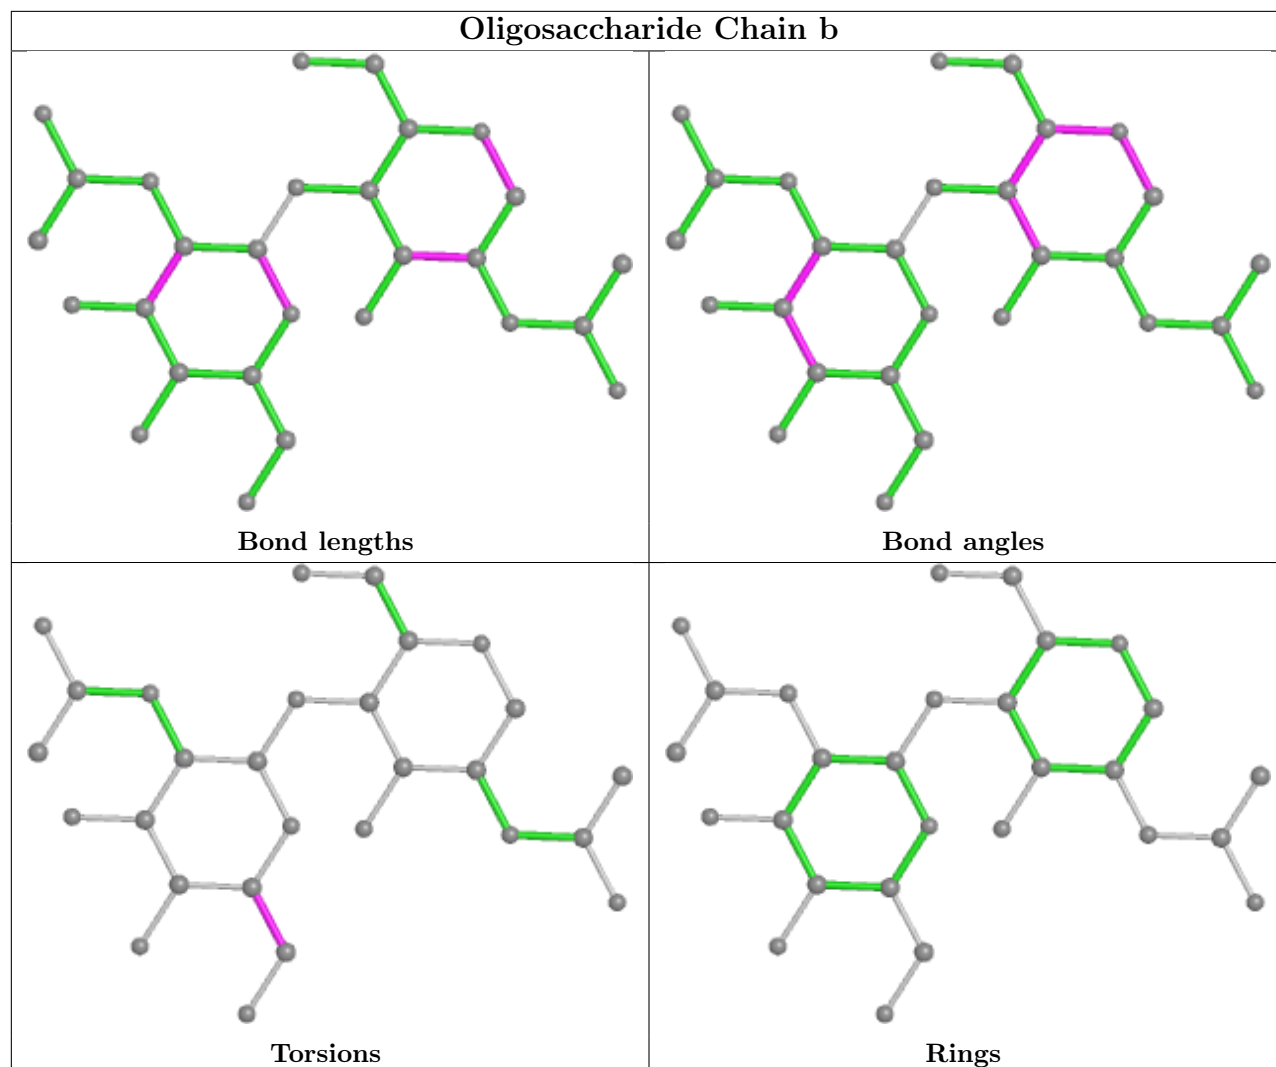 Oligosaccharide Chain b
Bond lengths
Bond angles
Torsions
Rings